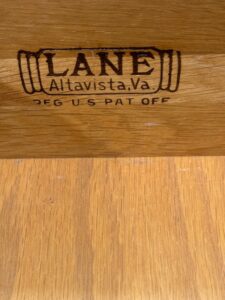 LANE
Altavista, Va.
REG U.S PAT OFF